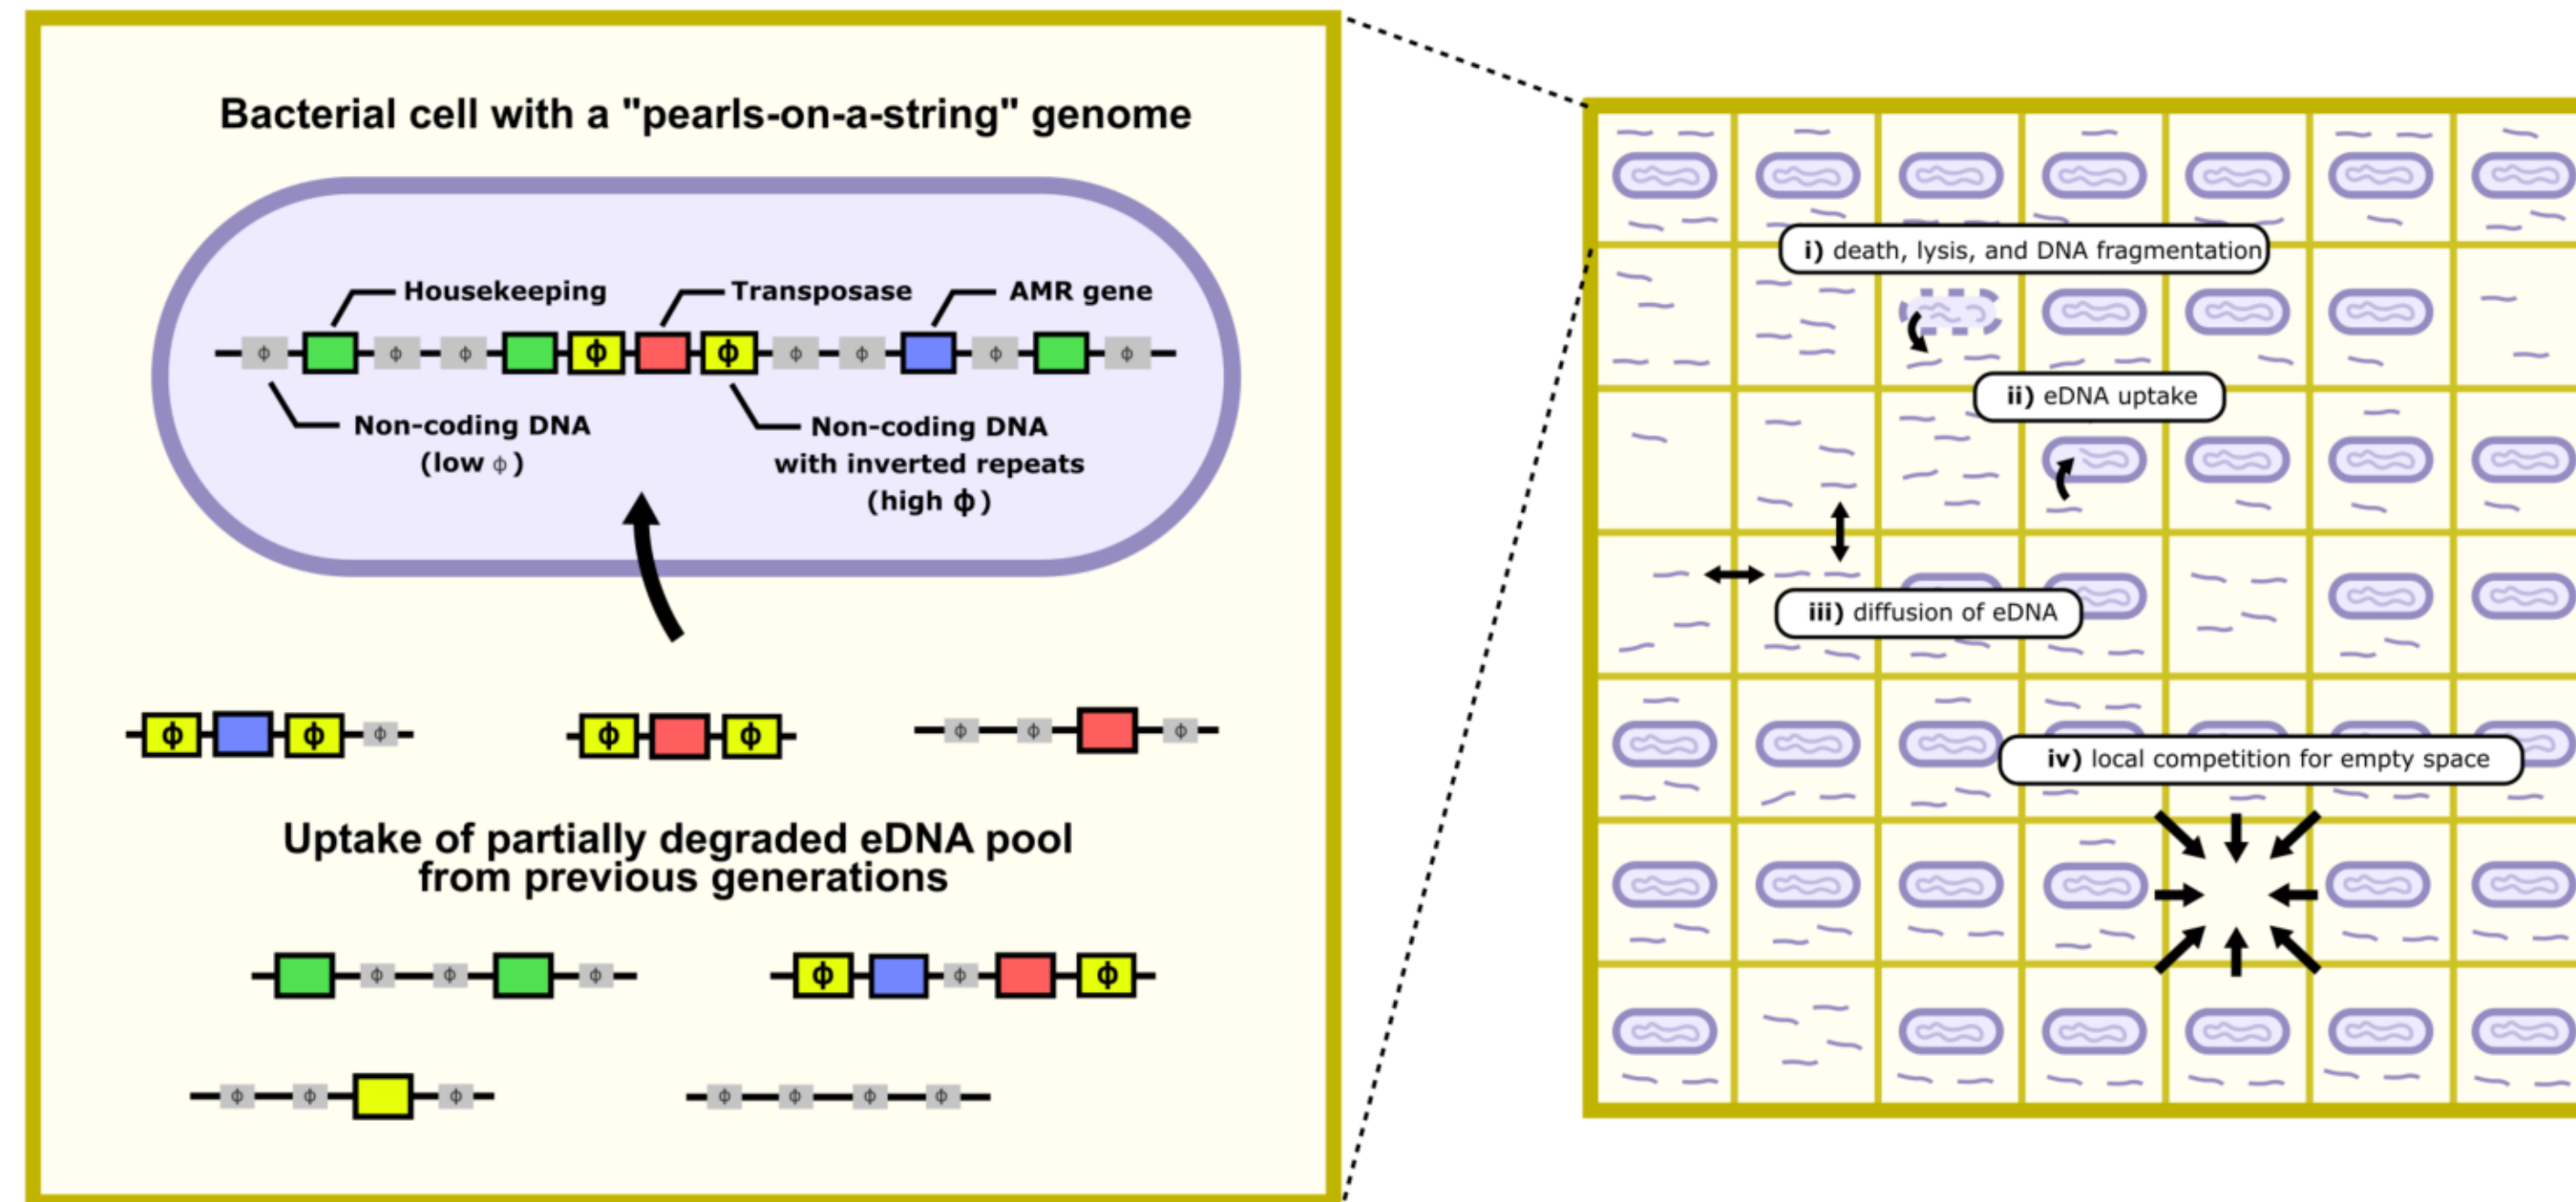 Bacterial cell with a "pearls-on-a-string" genome
Housekeeping
Transposase
AMR gene
ϕ ϕ ϕ ϕ ϕ ϕ ϕ ϕ ϕ
Non-coding DNA
(low ϕ)
Non-coding DNA
with inverted repeats
(high ϕ)
ϕ ϕ ϕ
ϕ ϕ
ϕ ϕ ϕ
Uptake of partially degraded eDNA pool
from previous generations
ϕ ϕ ϕ
ϕ ϕ ϕ
ϕ ϕ ϕ
ϕ ϕ ϕ ϕ
i) death, lysis, and DNA fragmentation
ii) eDNA uptake
iii) diffusion of eDNA
iv) local competition for empty space